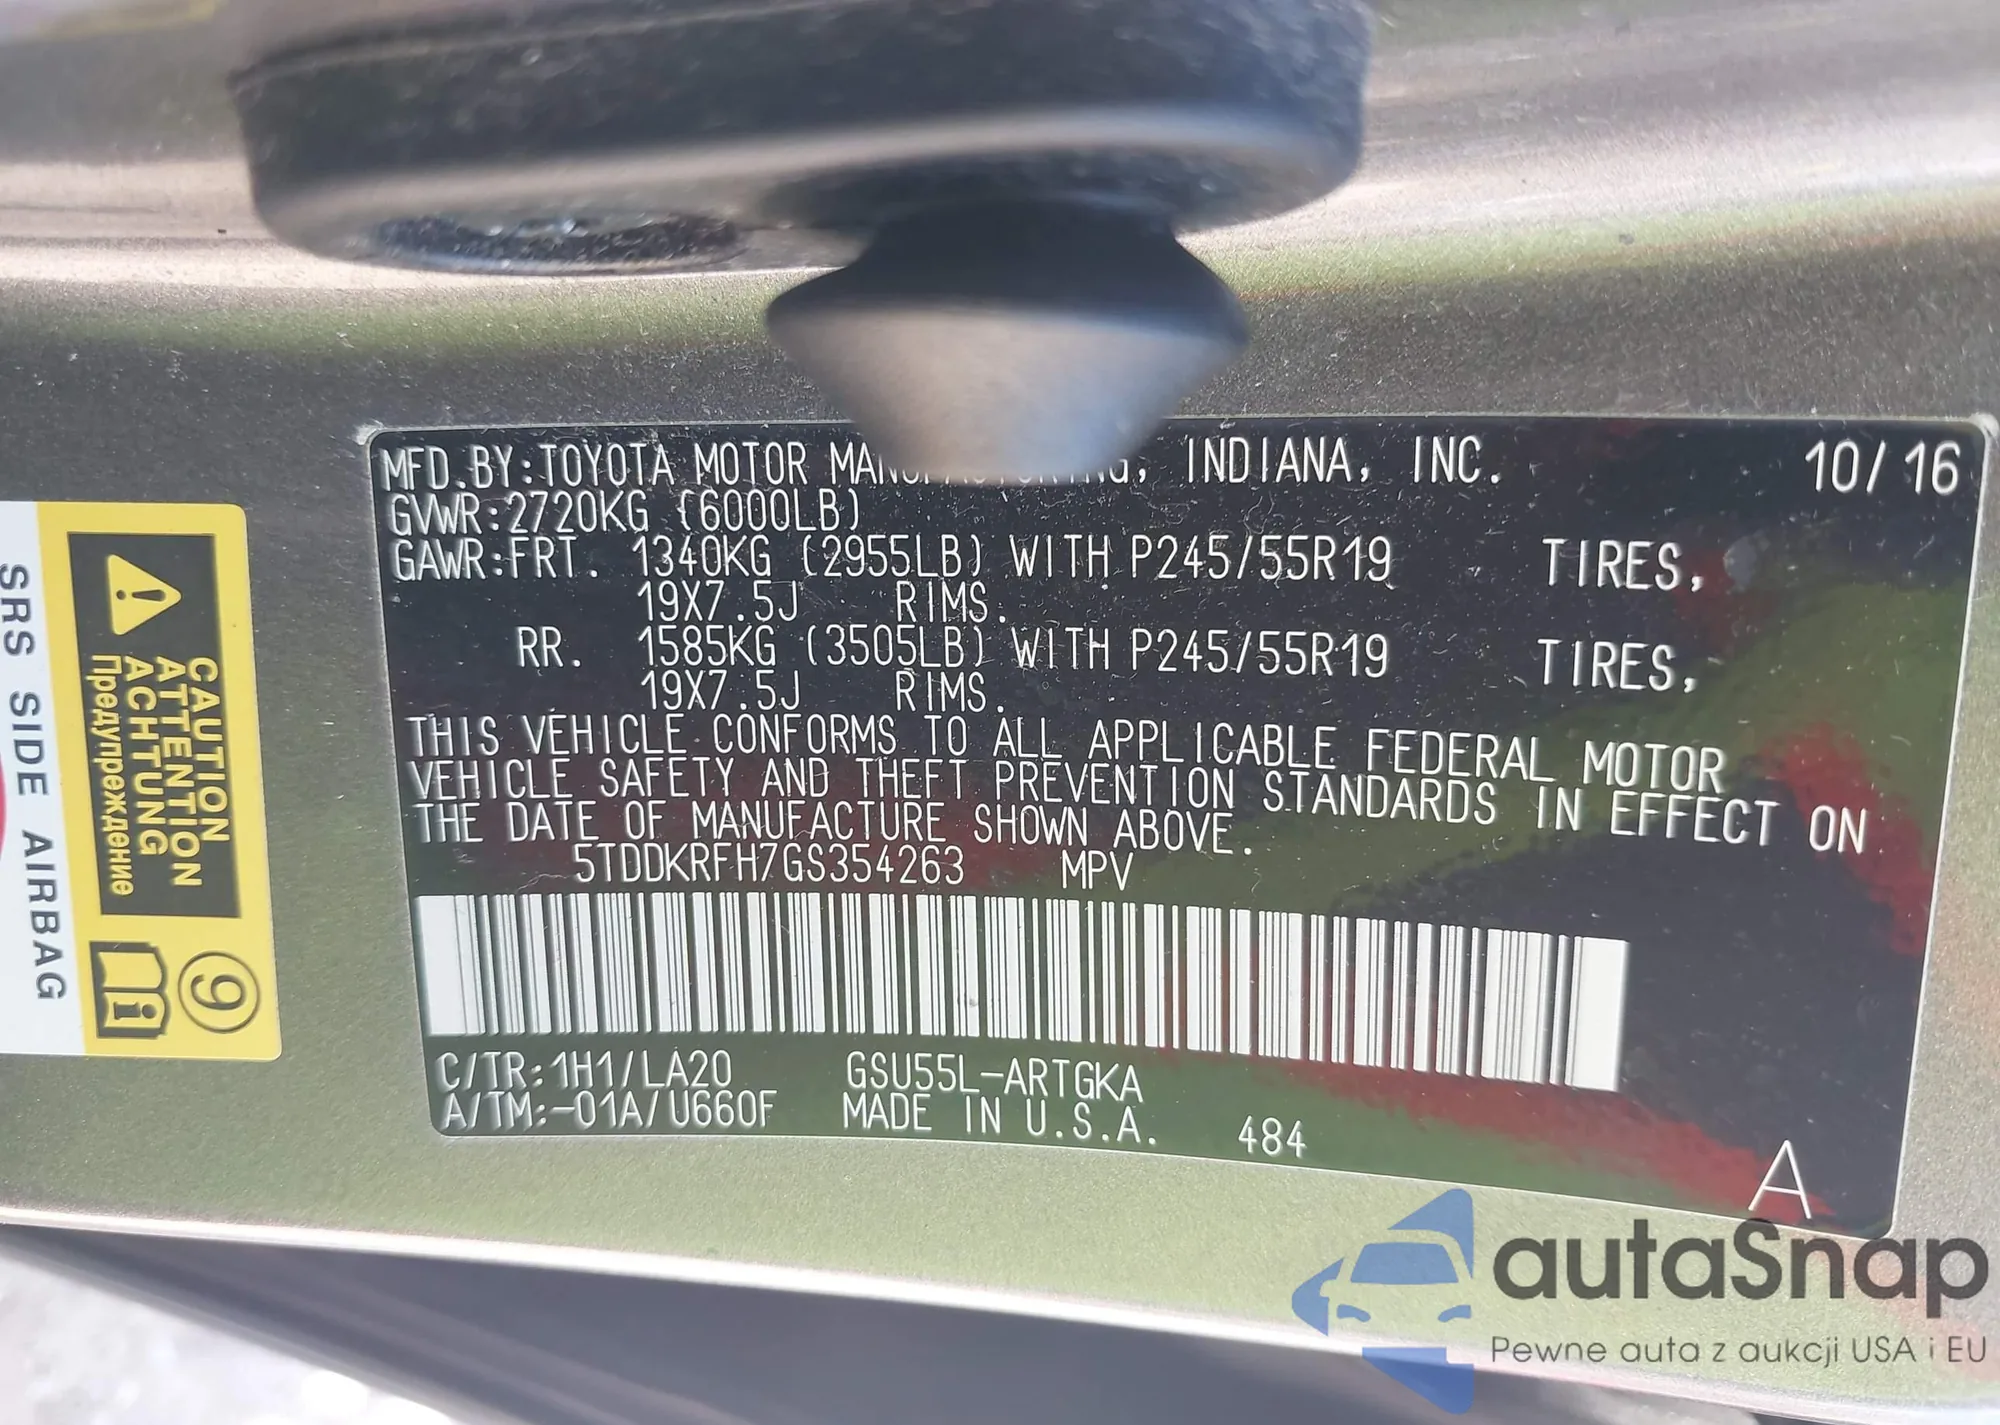 MFD.BY:TOYOTA MOTOR INDIANA, INC. 10/16
GVWR:2720KG (6000LB)
GAWR:FRT. 1340KG (2955LB) WITH P245/55R19 TIRES,
19X7.5J RIMS.
RR. 1585KG (3505LB) WITH P245/55R19 TIRES,
19X7.5J RIMS.
THIS VEHICLE CONFORMS TO ALL APPLICABLE FEDERAL MOTOR
VEHICLE SAFETY AND THEFT PREVENTION STANDARDS IN EFFECT ON
THE DATE OF MANUFACTURE SHOWN ABOVE.
5TDDKRFH7GS354263 MPV
C/TR:1H1/LA20 GSU55L-ARTGKA
A/TM:-01A/U660F MADE IN U.S.A. 484
A
CAUTION
ATTENTION
ACHTUNG
Предупреждение
9
SRS SIDE AIRBAG
autaSnap
Pewne auta z aukcji USA i EU